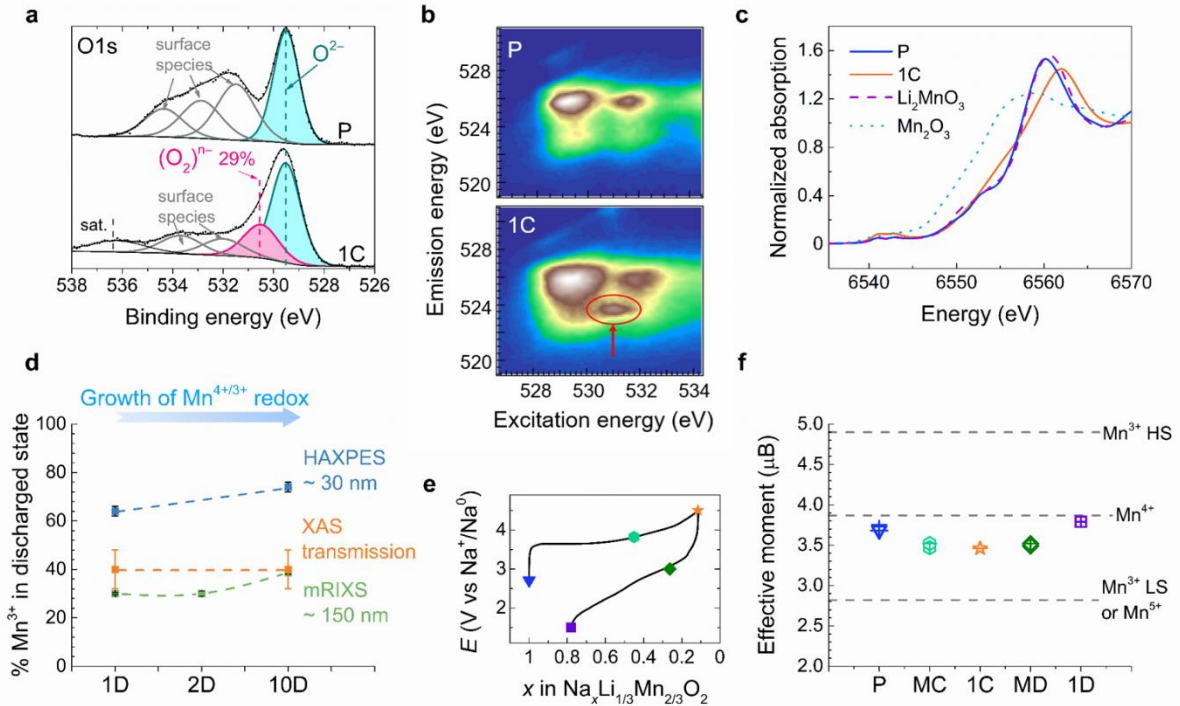 a
O1s
surface
species
O²⁻
P
(O₂)ⁿ⁻ 29%
sat.
surface
species
1C
538 536 534 532 530 528 526
Binding energy (eV)
b
P
528
524
520
1C
528
524
520
Emission energy (eV)
528 530 532 534
Excitation energy (eV)
c
P
1C
Li₂MnO₃
Mn₂O₃
1.6
1.2
0.8
0.4
0.0
Normalized absorption
6540 6550 6560 6570
Energy (eV)
d
Growth of Mn⁴⁺/³⁺ redox
100
80
60
40
20
0
% Mn³⁺ in discharged state
HAXPES
~ 30 nm
XAS
transmission
mRIXS
~ 150 nm
1D 2D 10D
e
E (V vs Na⁺/Na⁰)
4
3
2
1 0.8 0.6 0.4 0.2 0
x in NaₓLi₁/₃Mn₂/₃O₂
f
Effective moment (μB)
5.0
4.5
4.0
3.5
3.0
2.5
2.0
Mn³⁺ HS
Mn⁴⁺
Mn³⁺ LS
or Mn⁵⁺
P MC 1C MD 1D